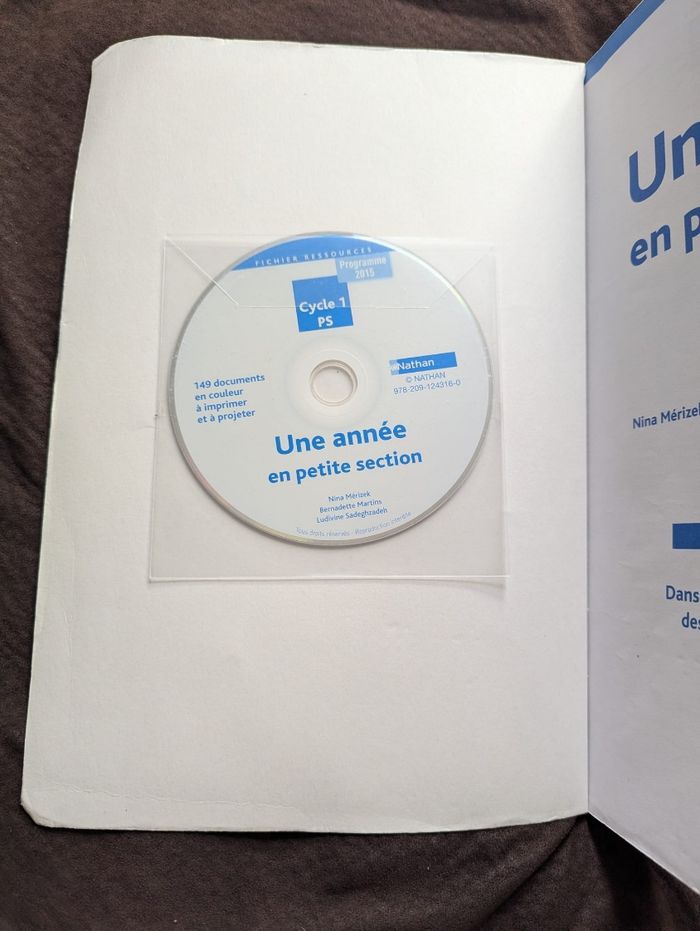 FICHIER RESSOURCES
Programme
2015
Cycle 1
PS
149 documents
en couleur
à imprimer
et à projeter
Nathan
© NATHAN
978-209-124316-0
Une année
en petite section
Nina Mérizek
Bernadette Martins
Ludivine Sadeghzadeh
Tous droits réservés - Reproduction interdite
Un
en p
Nina Mérizek
Dans
des